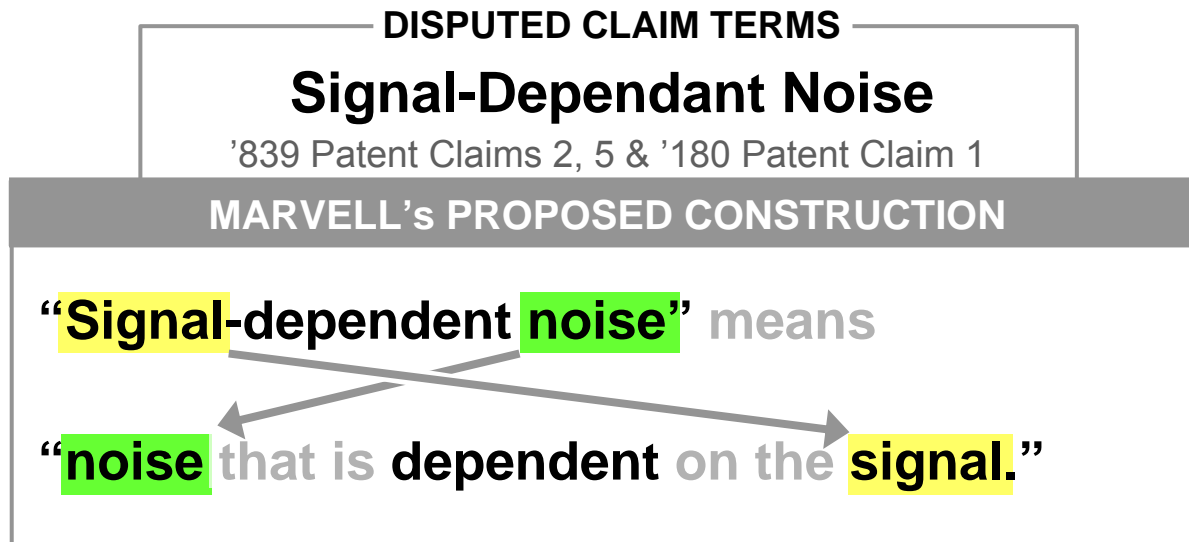 DISPUTED CLAIM TERMS
Signal-Dependant Noise
’839 Patent Claims 2, 5 & ’180 Patent Claim 1
MARVELL’s PROPOSED CONSTRUCTION
“Signal-dependent noise” means
“noise that is dependent on the signal.”